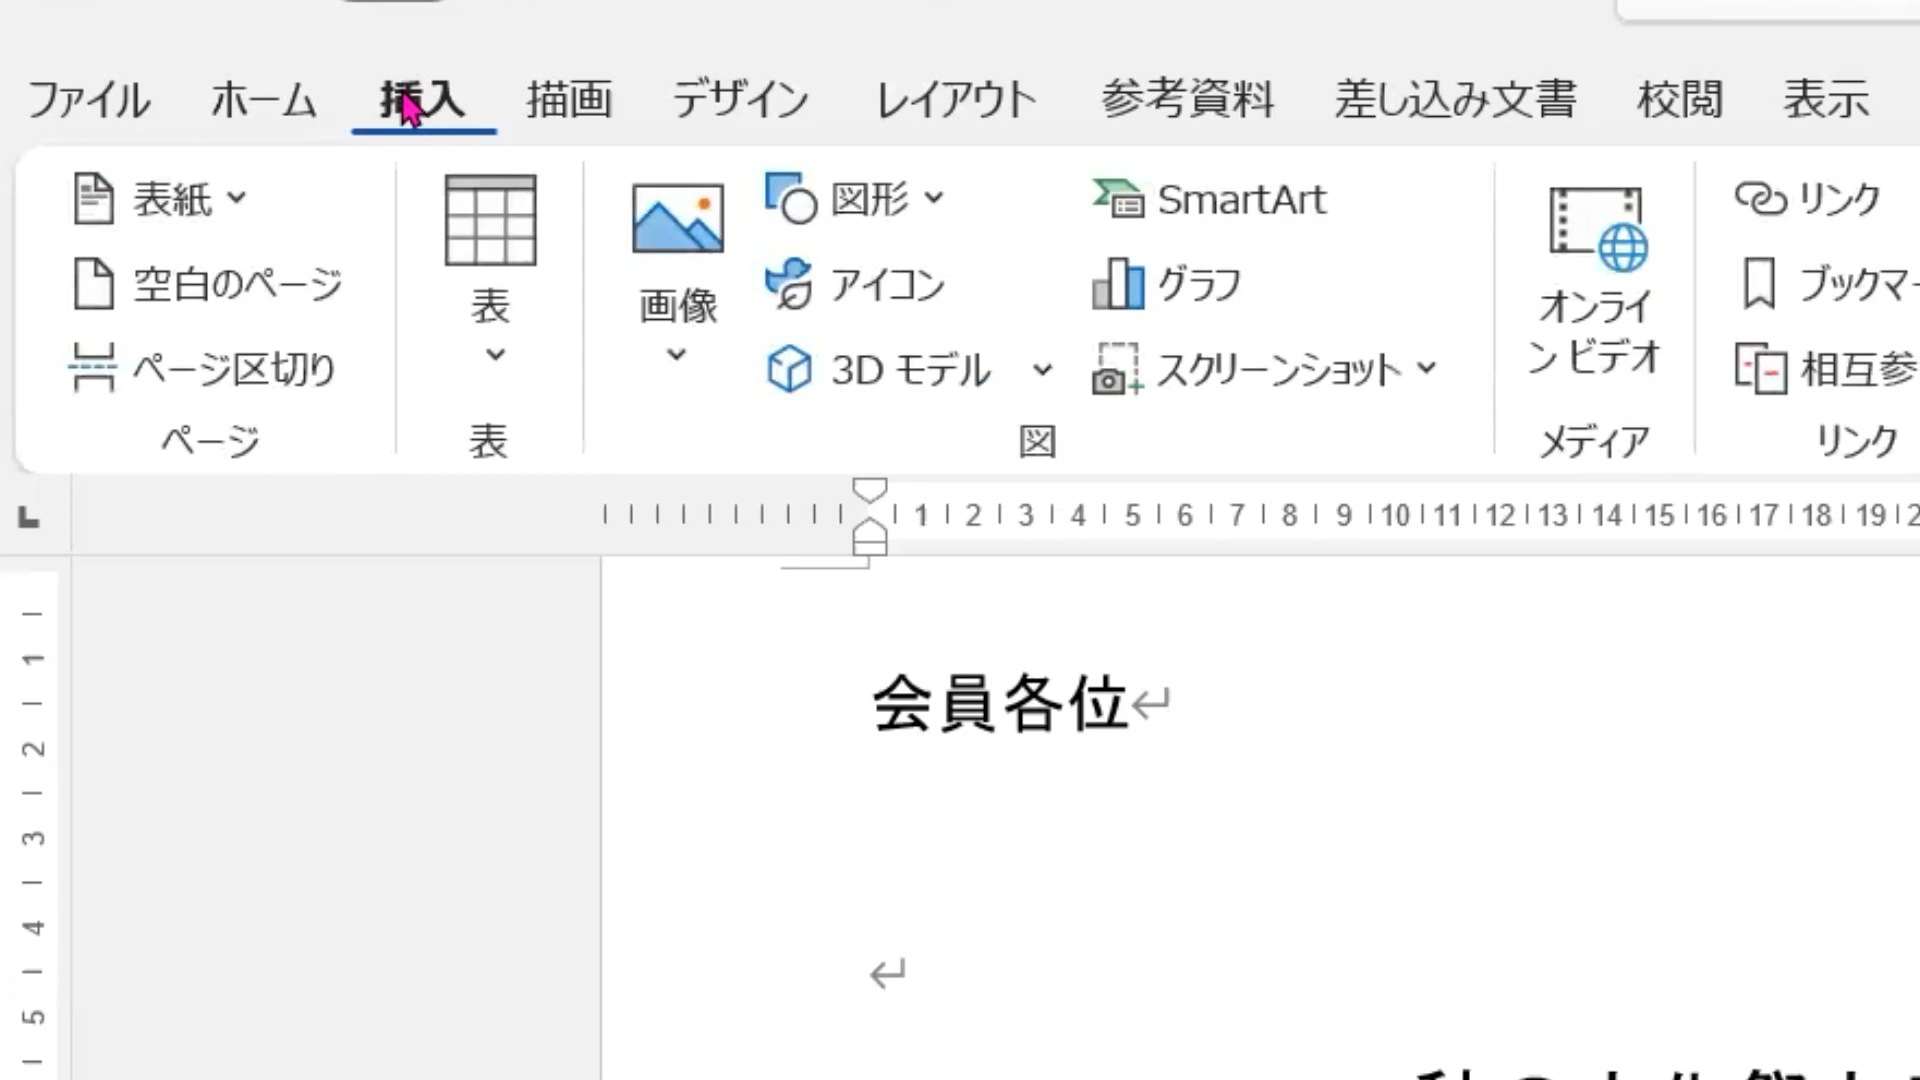 ファイル ホーム 挿入 描画 デザイン レイアウト 参考資料 差し込み文書 校閲 表示
表紙 図形 SmartArt リンク
空白のページ アイコン グラフ ブックマー
ページ区切り 3D モデル スクリーンショット 相互参
表 画像 オンライ
ン ビデオ
ページ 表 図 メディア リンク
1 2 3 4 5 6 7 8 9 10 11 12 13 14 15 16 17 18 19 2
1
2
3
4
5
会員各位